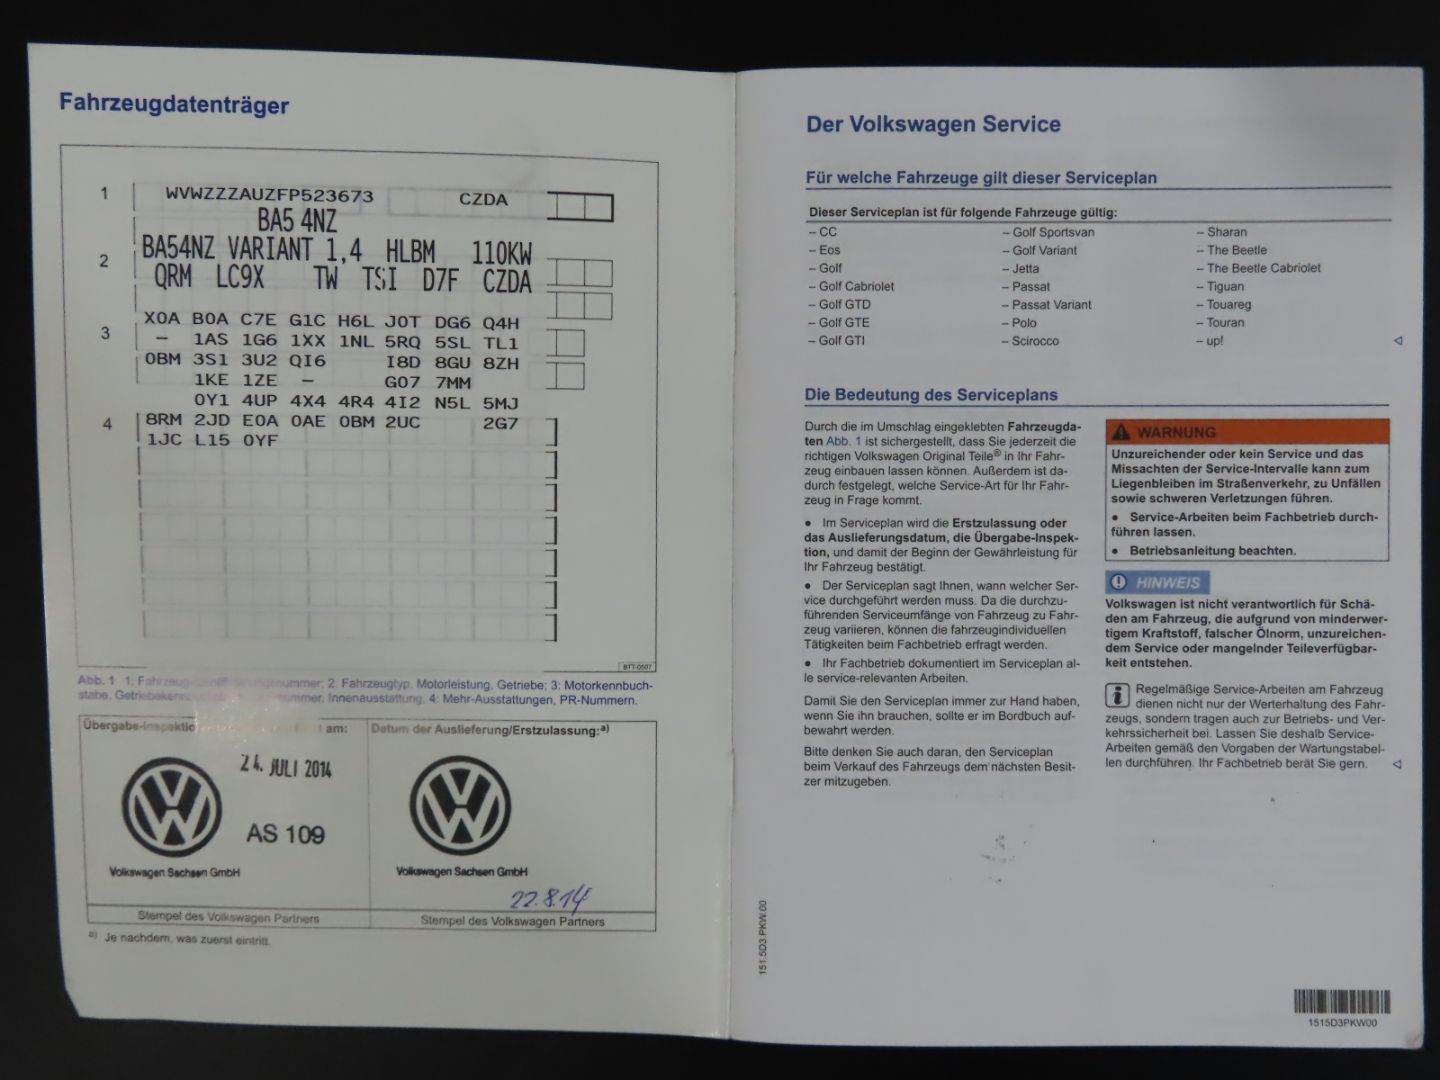 Fahrzeugdatenträger
1 WVWZZZAUZFP523673 CZDA
BA5 4NZ
2 BA54NZ VARIANT 1,4 HLBM 110KW
QRM LC9X TW TSI D7F CZDA
X0A B0A C7E G1C H6L J0T DG6 Q4H
3 – 1AS 1G6 1XX 1NL 5RQ 5SL TL1
0BM 3S1 3U2 QI6 I8D 8GU 8ZH
1KE 1ZE – G07 7MM
0Y1 4UP 4X4 4R4 4I2 N5L 5MJ
4 8RM 2JD E0A 0AE 0BM 2UC 2G7
1JC L15 0YF
BTT-0507
Abb. 1 1: 2: Fahrzeugtyp, Motorleistung, Getriebe; 3: Motorkennbuch-
stabe, Innenausstattung; 4: Mehr-Ausstattungen, PR-Nummern.
am:
24. JULI 2014
AS 109
Volkswagen Sachsen GmbH
Stempel des Volkswagen Partners
Datum der Auslieferung/Erstzulassung:a)
Volkswagen Sachsen GmbH
22.8.14
Stempel des Volkswagen Partners
a) Je nachdem, was zuerst eintritt.
Der Volkswagen Service
Für welche Fahrzeuge gilt dieser Serviceplan
Dieser Serviceplan ist für folgende Fahrzeuge gültig:
– CC
– Eos
– Golf
– Golf Cabriolet
– Golf GTD
– Golf GTE
– Golf GTI
– Golf Sportsvan
– Golf Variant
– Jetta
– Passat
– Passat Variant
– Polo
– Scirocco
– Sharan
– The Beetle
– The Beetle Cabriolet
– Tiguan
– Touareg
– Touran
– up!
Die Bedeutung des Serviceplans
Durch die im Umschlag eingeklebten Fahrzeugda-
ten Abb. 1 ist sichergestellt, dass Sie jederzeit die
richtigen Volkswagen Original Teile® in Ihr Fahr-
zeug einbauen lassen können. Außerdem ist da-
durch festgelegt, welche Service-Art für Ihr Fahr-
zeug in Frage kommt.
● Im Serviceplan wird die Erstzulassung oder
das Auslieferungsdatum, die Übergabe-Inspek-
tion, und damit der Beginn der Gewährleistung für
Ihr Fahrzeug bestätigt.
● Der Serviceplan sagt Ihnen, wann welcher Ser-
vice durchgeführt werden muss. Da die durchzu-
führenden Serviceumfänge von Fahrzeug zu Fahr-
zeug variieren, können die fahrzeugindividuellen
Tätigkeiten beim Fachbetrieb erfragt werden.
● Ihr Fachbetrieb dokumentiert im Serviceplan al-
le service-relevanten Arbeiten.
Damit Sie den Serviceplan immer zur Hand haben,
wenn Sie ihn brauchen, sollte er im Bordbuch auf-
bewahrt werden.
Bitte denken Sie auch daran, den Serviceplan
beim Verkauf des Fahrzeugs dem nächsten Besit-
zer mitzugeben.
WARNUNG
Unzureichender oder kein Service und das
Missachten der Service-Intervalle kann zum
Liegenbleiben im Straßenverkehr, zu Unfällen
sowie schweren Verletzungen führen.
● Service-Arbeiten beim Fachbetrieb durch-
führen lassen.
● Betriebsanleitung beachten.
HINWEIS
Volkswagen ist nicht verantwortlich für Schä-
den am Fahrzeug, die aufgrund von minderwer-
tigem Kraftstoff, falscher Ölnorm, unzureichen-
dem Service oder mangelnder Teileverfügbar-
keit entstehen.
Regelmäßige Service-Arbeiten am Fahrzeug
dienen nicht nur der Werterhaltung des Fahr-
zeugs, sondern tragen auch zur Betriebs- und Ver-
kehrssicherheit bei. Lassen Sie deshalb Service-
Arbeiten gemäß den Vorgaben der Wartungstabel-
len durchführen. Ihr Fachbetrieb berät Sie gern.
151.5D3.PKW.00
1515D3PKW00